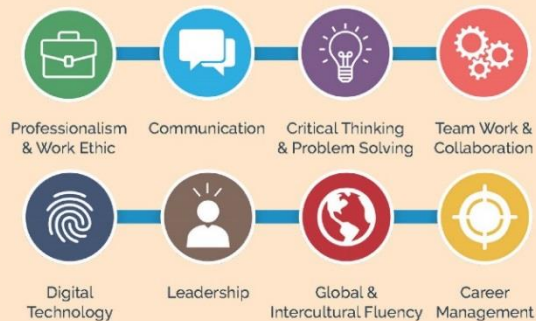 Professionalism
& Work Ethic
Communication
Critical Thinking
& Problem Solving
Team Work &
Collaboration
Digital
Technology
Leadership
Global &
Intercultural Fluency
Career
Management